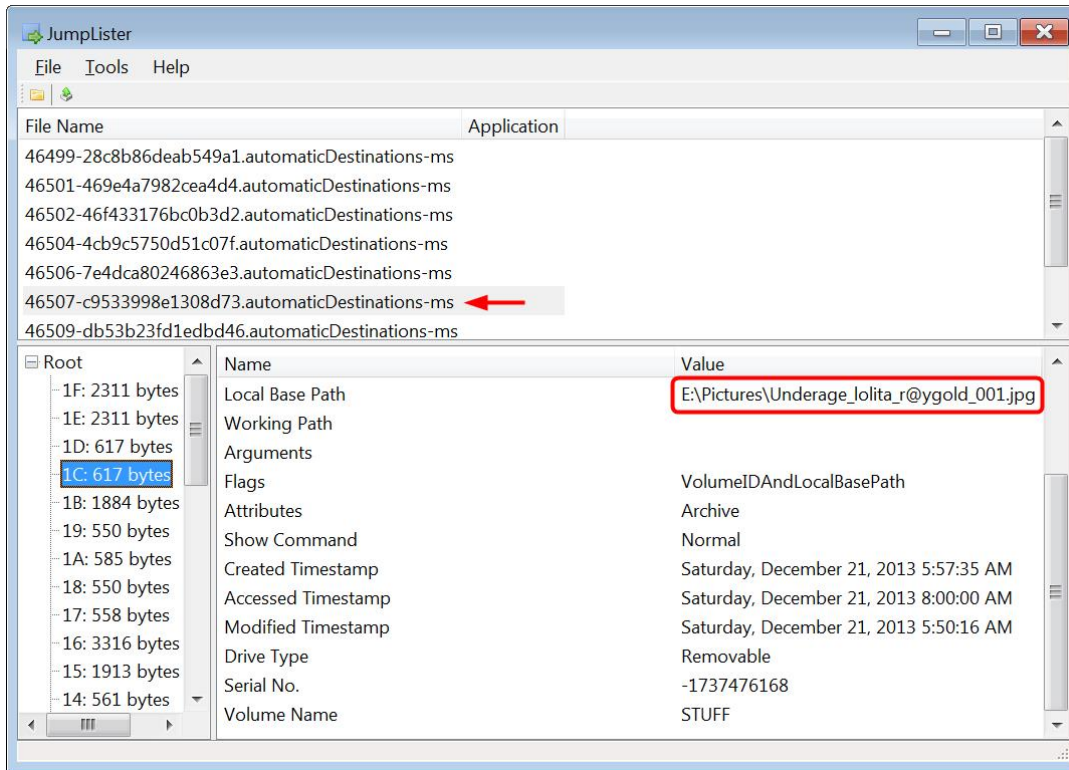 JumpLister
File Tools Help
File Name Application
46499-28c8b86deab549a1.automaticDestinations-ms
46501-469e4a7982cea4d4.automaticDestinations-ms
46502-46f433176bc0b3d2.automaticDestinations-ms
46504-4cb9c5750d51c07f.automaticDestinations-ms
46506-7e4dca80246863e3.automaticDestinations-ms
46507-c9533998e1308d73.automaticDestinations-ms
46509-db53b23fd1edbd46.automaticDestinations-ms
Root
1F: 2311 bytes
1E: 2311 bytes
1D: 617 bytes
1C: 617 bytes
1B: 1884 bytes
19: 550 bytes
1A: 585 bytes
18: 550 bytes
17: 558 bytes
16: 3316 bytes
15: 1913 bytes
14: 561 bytes
Name Value
Local Base Path E:\Pictures\Underage_lolita_r@ygold_001.jpg
Working Path
Arguments
Flags VolumeIDAndLocalBasePath
Attributes Archive
Show Command Normal
Created Timestamp Saturday, December 21, 2013 5:57:35 AM
Accessed Timestamp Saturday, December 21, 2013 8:00:00 AM
Modified Timestamp Saturday, December 21, 2013 5:50:16 AM
Drive Type Removable
Serial No. -1737476168
Volume Name STUFF